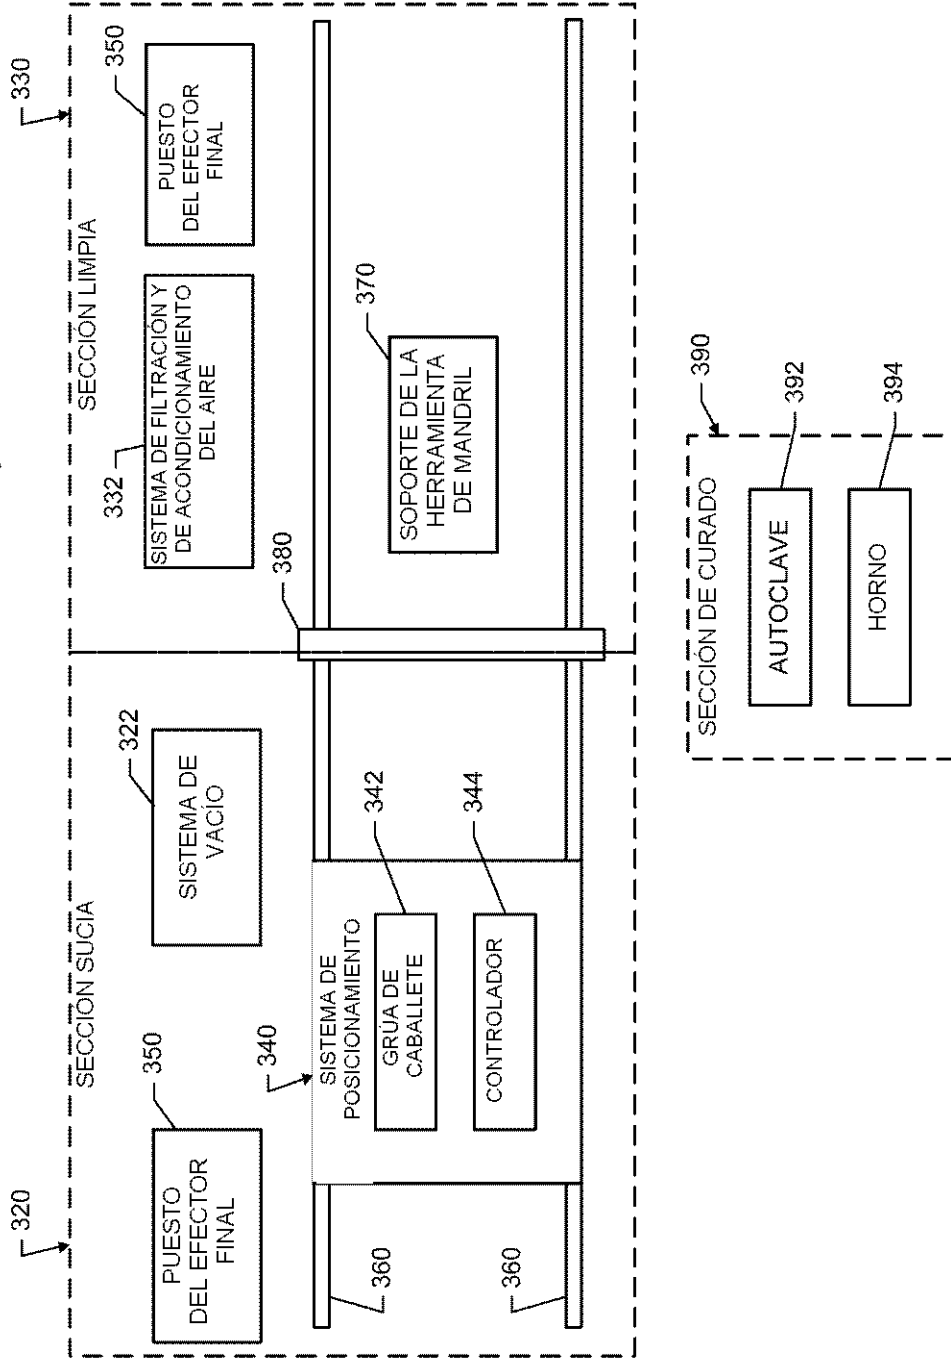 320
330
SECCIÓN SUCIA
SECCIÓN LIMPIA
350
322
332
350
PUESTO
DEL EFECTOR
FINAL
SISTEMA DE
VACÍO
SISTEMA DE FILTRACIÓN Y
DE ACONDICIONAMIENTO
DEL AIRE
PUESTO
DEL EFECTOR
FINAL
340
380
SISTEMA DE
POSICIONAMIENTO
360
342
370
GRÚA DE
CABALLETE
SOPORTE DE LA
HERRAMIENTA
DE MANDRIL
344
CONTROLADOR
360
390
SECCIÓN DE CURADO
392
AUTOCLAVE
394
HORNO